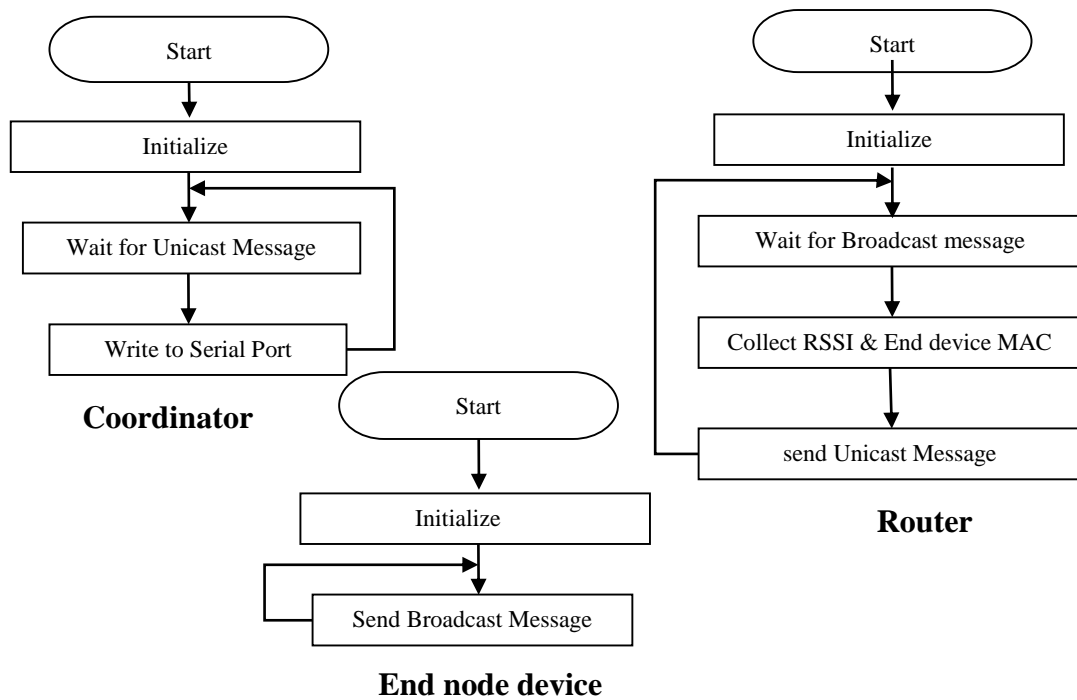 Start
Initialize
Wait for Unicast Message
Write to Serial Port
Coordinator
Start
Initialize
Send Broadcast Message
End node device
Start
Initialize
Wait for Broadcast message
Collect RSSI & End device MAC
send Unicast Message
Router